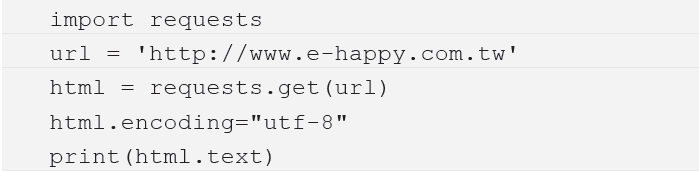 import requests
url = 'http://www.e-happy.com.tw'
html = requests.get(url)
html.encoding="utf-8"
print(html.text)